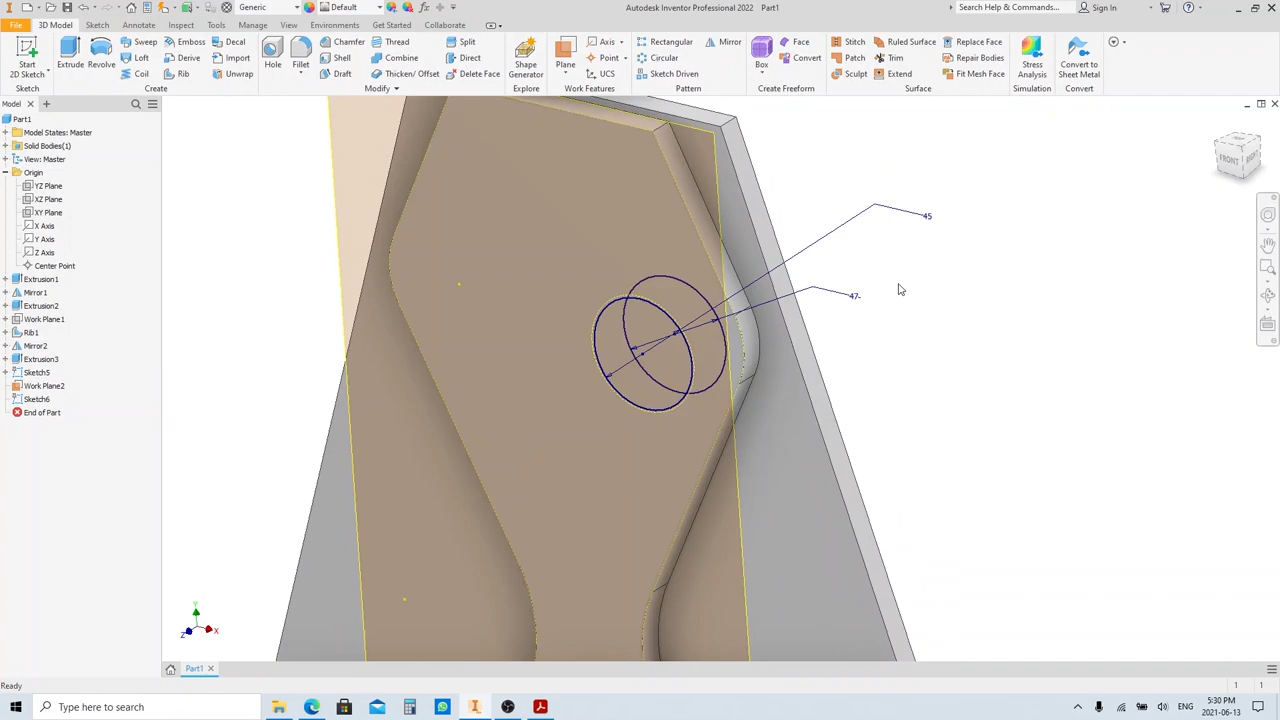 Generic Default Autodesk Inventor Professional 2022 Part1 Search Help & Commands... Sign In
File 3D Model Sketch Annotate Inspect Tools Manage View Environments Get Started Collaborate
Start 2D Sketch Extrude Revolve Sweep Emboss Decal Loft Derive Import Coil Rib Unwrap
Hole Fillet Chamfer Thread Split Shell Combine Direct Draft Thicken/ Offset Delete Face
Shape Generator Plane Axis Point UCS Rectangular Mirror Circular Sketch Driven
Box Face Convert Stitch Ruled Surface Replace Face Patch Trim Repair Bodies Sculpt Extend Fit Mesh Face
Stress Analysis Convert to Sheet Metal
Sketch Create Modify Explore Work Features Pattern Create Freeform Surface Simulation Convert
Model
Part1
Model States: Master
Solid Bodies(1)
View: Master
Origin
YZ Plane
XZ Plane
XY Plane
X Axis
Y Axis
Z Axis
Center Point
Extrusion1
Mirror1
Extrusion2
Work Plane1
Rib1
Mirror2
Extrusion3
Sketch5
Work Plane2
Sketch6
End of Part
FRONT RIGHT
45
47
Y
Z X
Part1
Ready 1 1
Type here to search
ENG 5:30 PM
2021-06-13